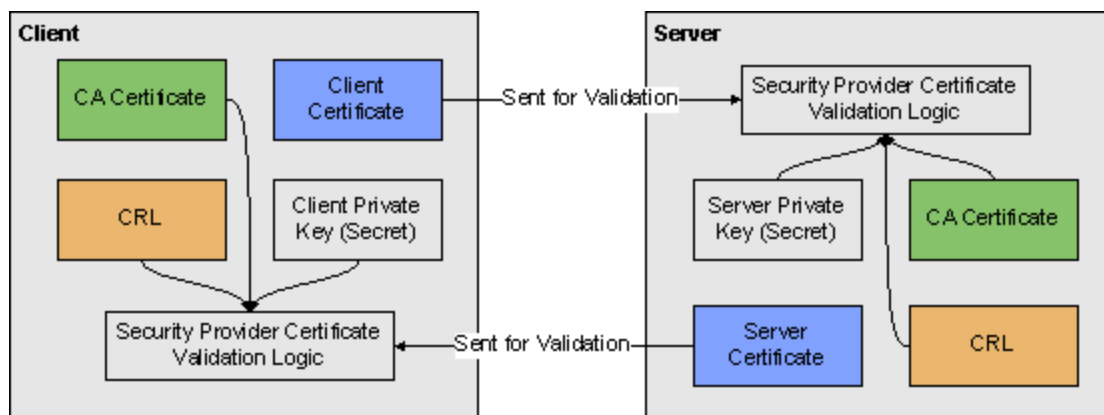 Client
CA Certificate
Client
Certificate
CRL
Client Private
Key (Secret)
Security Provider Certificate
Validation Logic
Sent for Validation
Sent for Validation
Server
Security Provider Certificate
Validation Logic
Server Private
Key (Secret)
CA Certificate
Server
Certificate
CRL